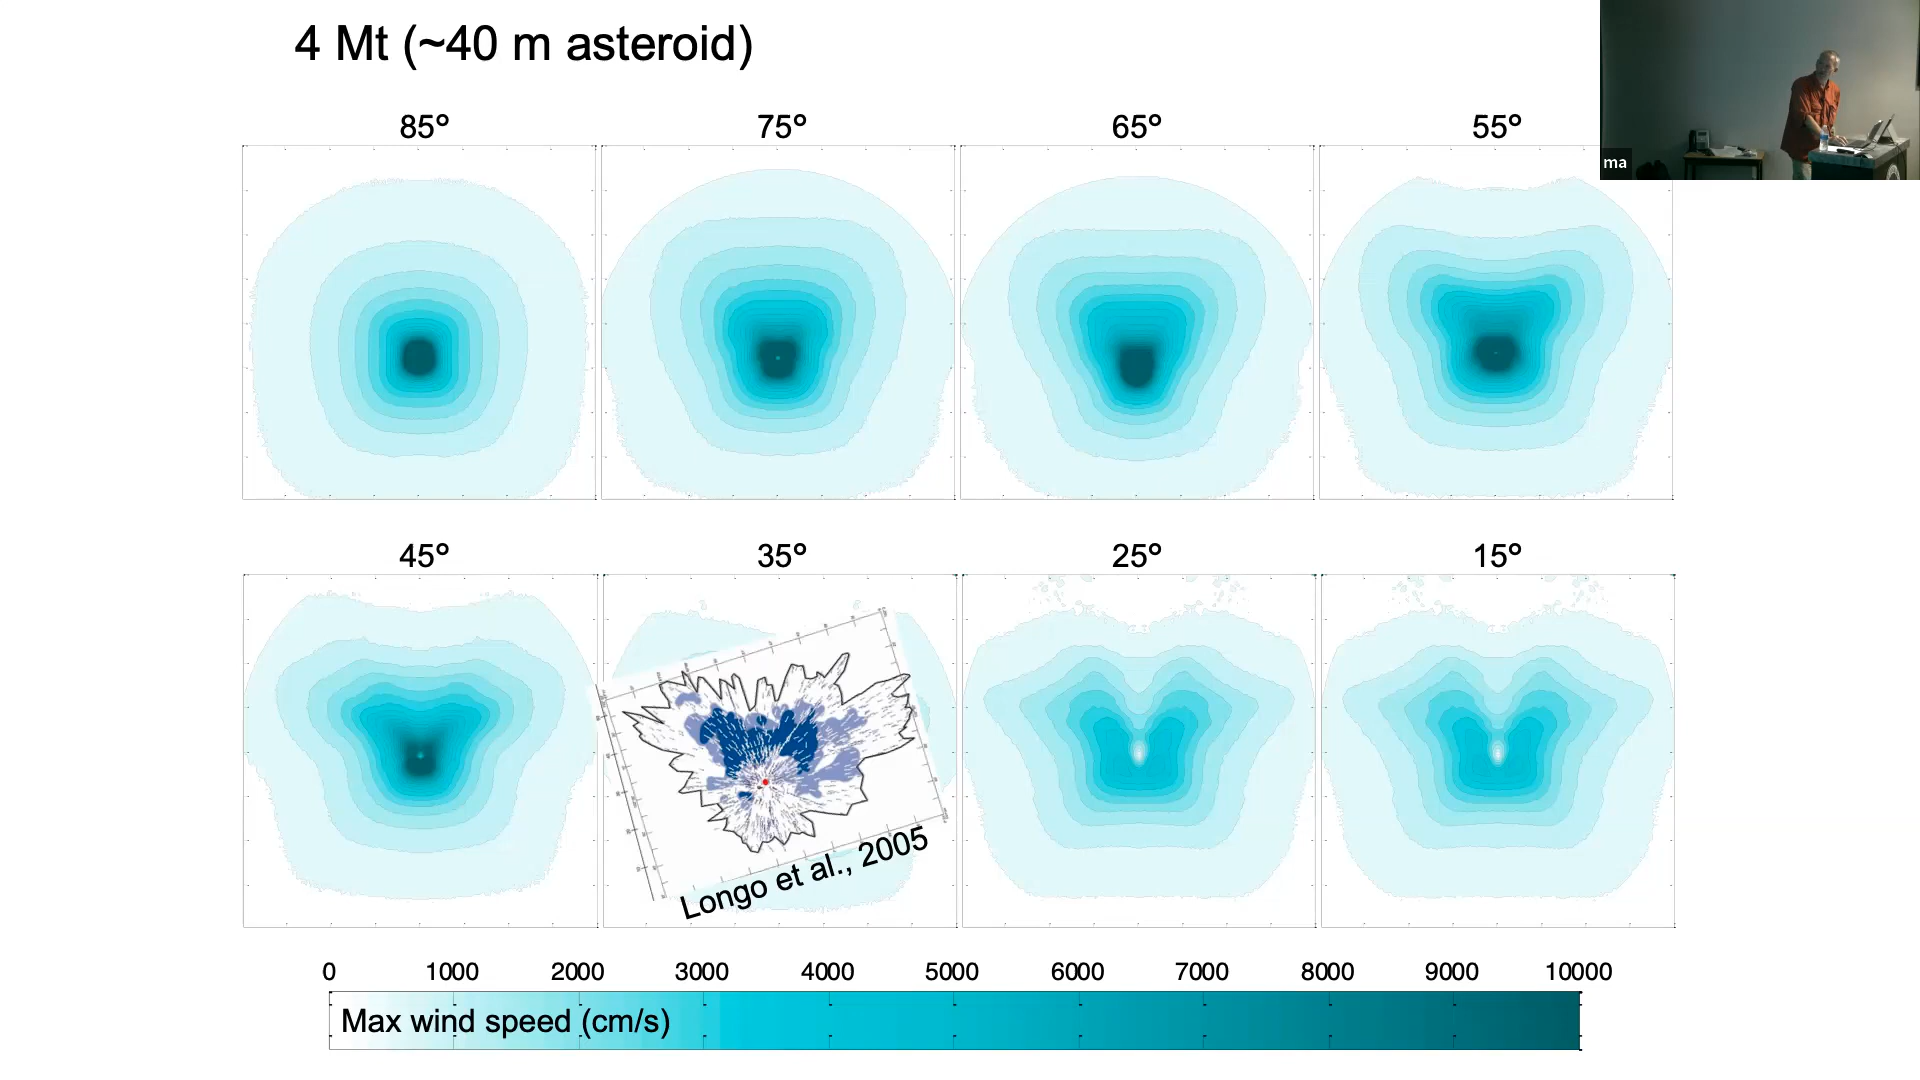 4 Mt (~40 m asteroid)
85° 75° 65° 55°
ma
45° 35° 25° 15°
Longo et al., 2005
0 1000 2000 3000 4000 5000 6000 7000 8000 9000 10000
Max wind speed (cm/s)